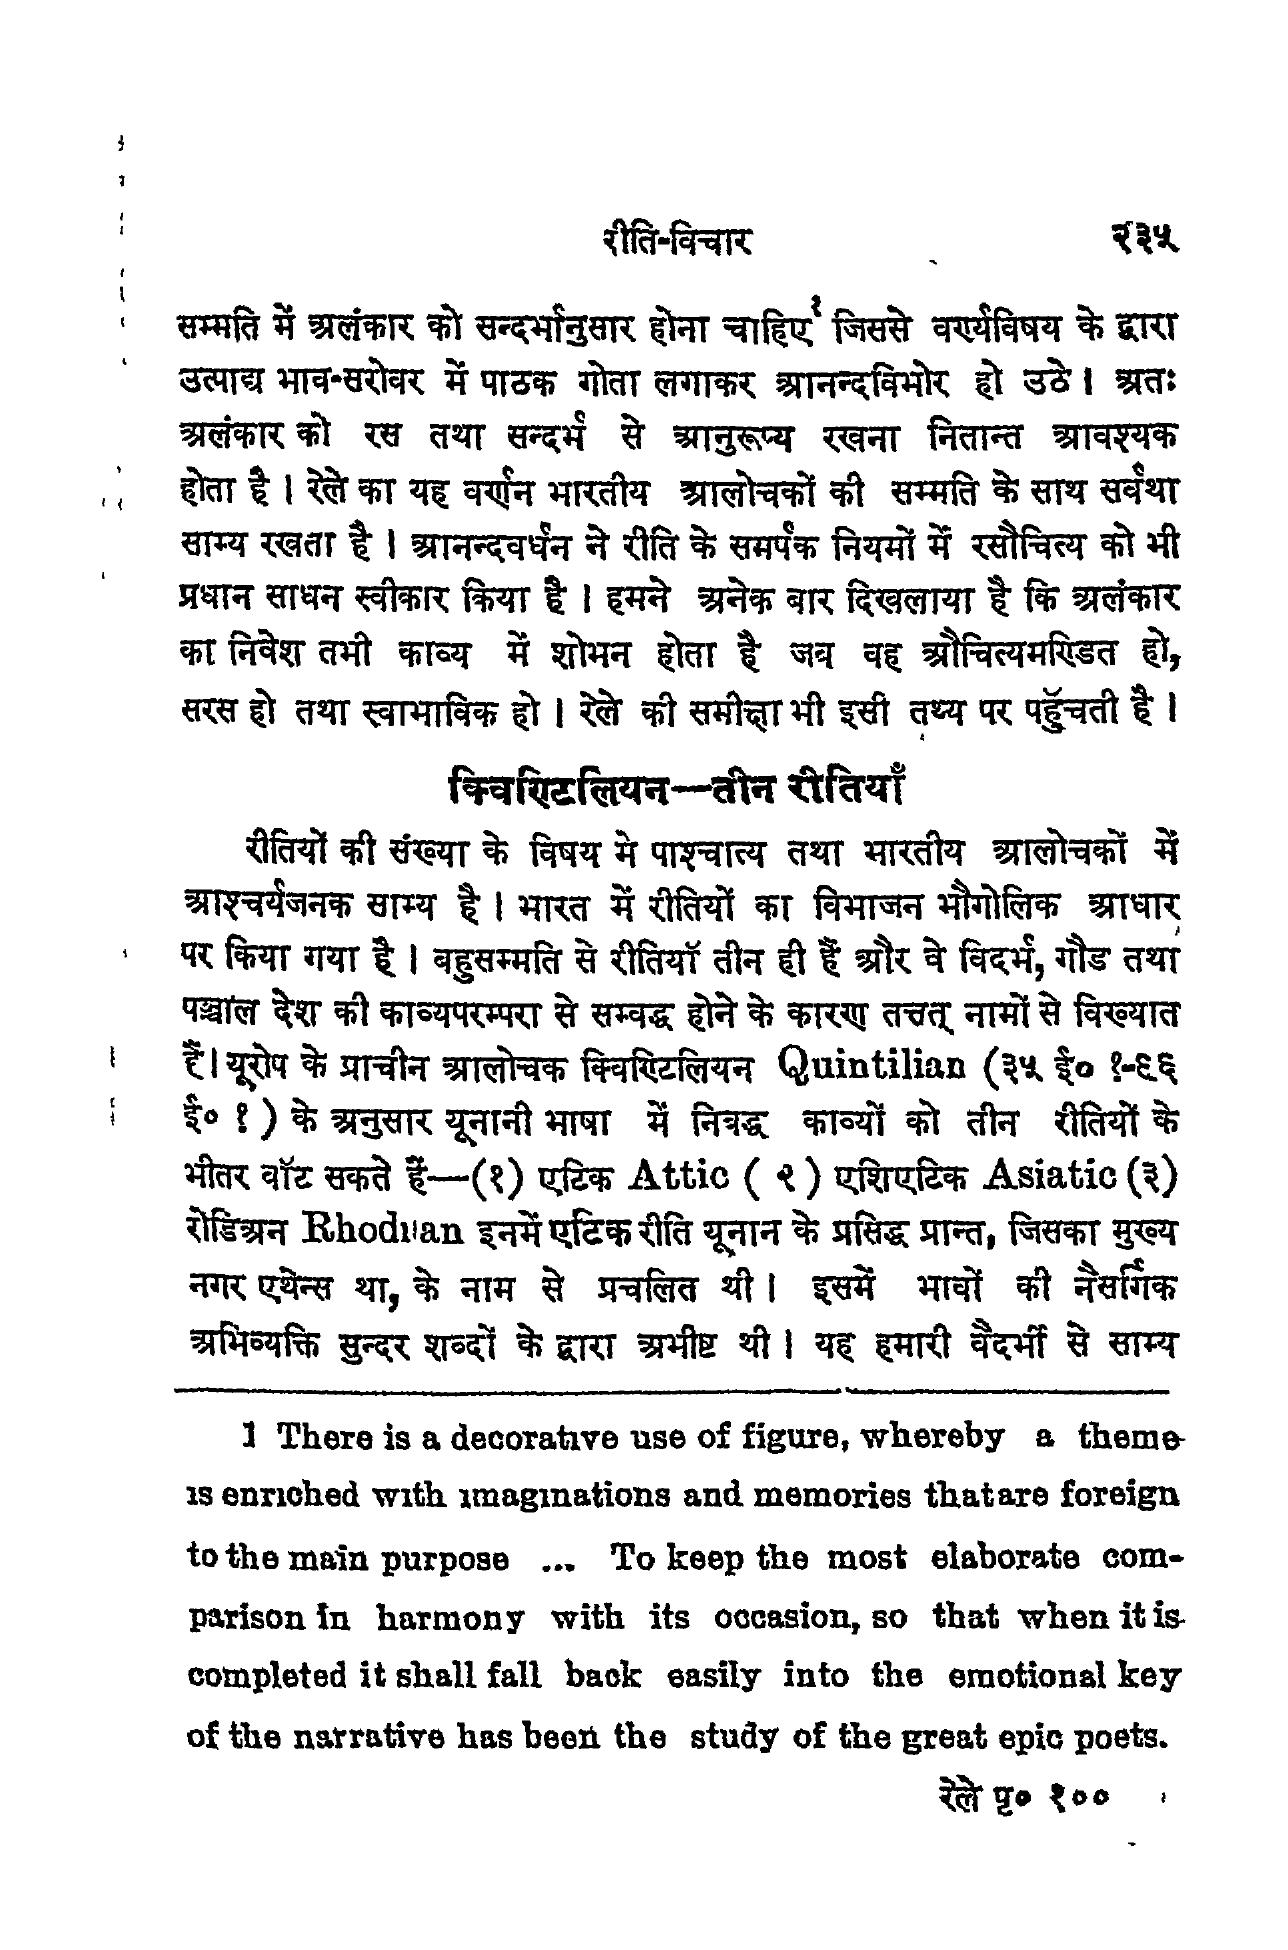 रीति-विचार २३५
सम्मति में अलंकार को सन्दर्भानुसार होना चाहिए१ जिससे वर्ण्यविषय के द्वारा
उत्पाद्य भाव-सरोवर में पाठक गोता लगाकर आनन्दविभोर हो उठे। अतः
अलंकार को रस तथा सन्दर्भ से आनुरूप्य रखना नितान्त आवश्यक
होता है। रेले का यह वर्णन भारतीय आलोचकों की सम्मति के साथ सर्वथा
साम्य रखता है। आनन्दवर्धन ने रीति के समर्पक नियमों में रसौचित्य को भी
प्रधान साधन स्वीकार किया है। हमने अनेक बार दिखलाया है कि अलंकार
का निवेश तभी काव्य में शोभन होता है जब वह औचित्यमण्डित हो,
सरस हो तथा स्वाभाविक हो। रेले की समीक्षा भी इसी तथ्य पर पहुँचती है।
क्विण्टिलियन—तीन रीतियाँ
रीतियों की संख्या के विषय मे पाश्चात्य तथा भारतीय आलोचकों में
आश्चर्यजनक साम्य है। भारत में रीतियों का विभाजन भौगोलिक आधार
पर किया गया है। बहुसम्मति से रीतियॉ तीन ही हैं और वे विदर्भ, गौड तथा
पञ्चाल देश की काव्यपरम्परा से सम्बद्ध होने के कारण तत्तत् नामों से विख्यात
हैं। यूरोप के प्राचीन आलोचक क्विण्टिलियन Quintilian (३५ ई० १-९६
ई० १) के अनुसार यूनानी भाषा में निबद्ध काव्यों को तीन रीतियों के
भीतर बॉट सकते हैं—(१) एटिक Attic (२) एशिएटिक Asiatic (३)
रोडिअन Rhodian इनमें एटिक रीति यूनान के प्रसिद्ध प्रान्त, जिसका मुख्य
नगर एथेन्स था, के नाम से प्रचलित थी। इसमें भावों की नैसर्गिक
अभिव्यक्ति सुन्दर शब्दों के द्वारा अभीष्ट थी। यह हमारी वैदर्भी से साम्य
1 There is a decorative use of figure, whereby a theme
is enriched with imaginations and memories that are foreign
to the main purpose ... To keep the most elaborate com-
parison in harmony with its occasion, so that when it is
completed it shall fall back easily into the emotional key
of the narrative has been the study of the great epic poets.
रेले पृ० १००